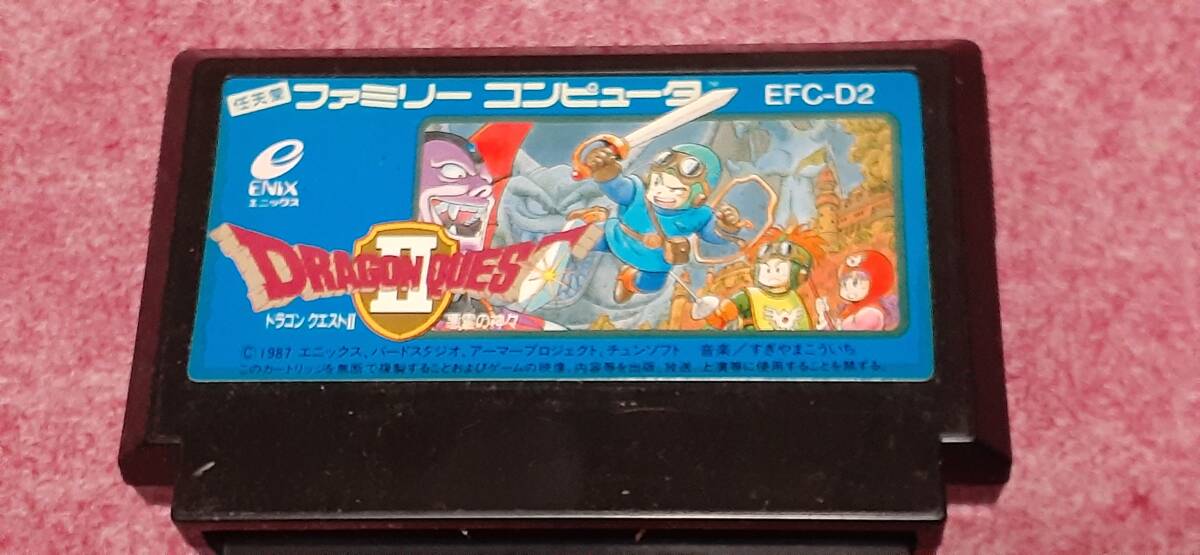 任天堂 ファミリー コンピュータ™ EFC-D2
ENIX
エニックス
DRAGON QUEST
II
ドラゴン クエストII 悪霊の神々
© 1987 エニックス、バードスタジオ、アーマープロジェクト、チュンソフト 音楽/すぎやまこういち
このカートリッジを無断で複製することおよびゲームの映像、内容等を出版、放送、上演等に使用することを禁ずる。